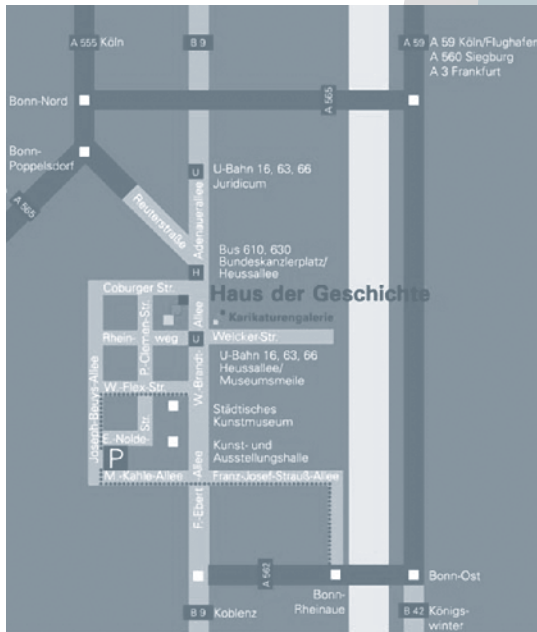 A 555 Köln
B 9
A 59 A 59 Köln/Flughafen
A 560 Siegburg
A 3 Frankfurt
Bonn-Nord
A 565
Bonn-
Poppelsdorf
A 565
Reuterstraße
U
U-Bahn 16, 63, 66
Juridicum
Adenauerallee
Bus 610, 630
Bundeskanzlerplatz/
Heussallee
H
Coburger Str.
Haus der Geschichte
Karikaturengalerie
P.-Clemen-Str.
Allee
Rhein- weg
U
Welcker-Str.
U-Bahn 16, 63, 66
Heussallee/
Museumsmeile
W.-Brandt-
Joseph-Beuys-Allee
W.-Flex-Str.
Städtisches
Kunstmuseum
Str.
E.-Nolde-
Kunst- und
Ausstellungshalle
P
M.-Kahle-Allee
Allee
Franz-Josef-Strauß-Allee
F.-Ebert
A 562
Bonn-Ost
Bonn-
Rheinaue
B 9 Koblenz
B 42 Königs-
winter